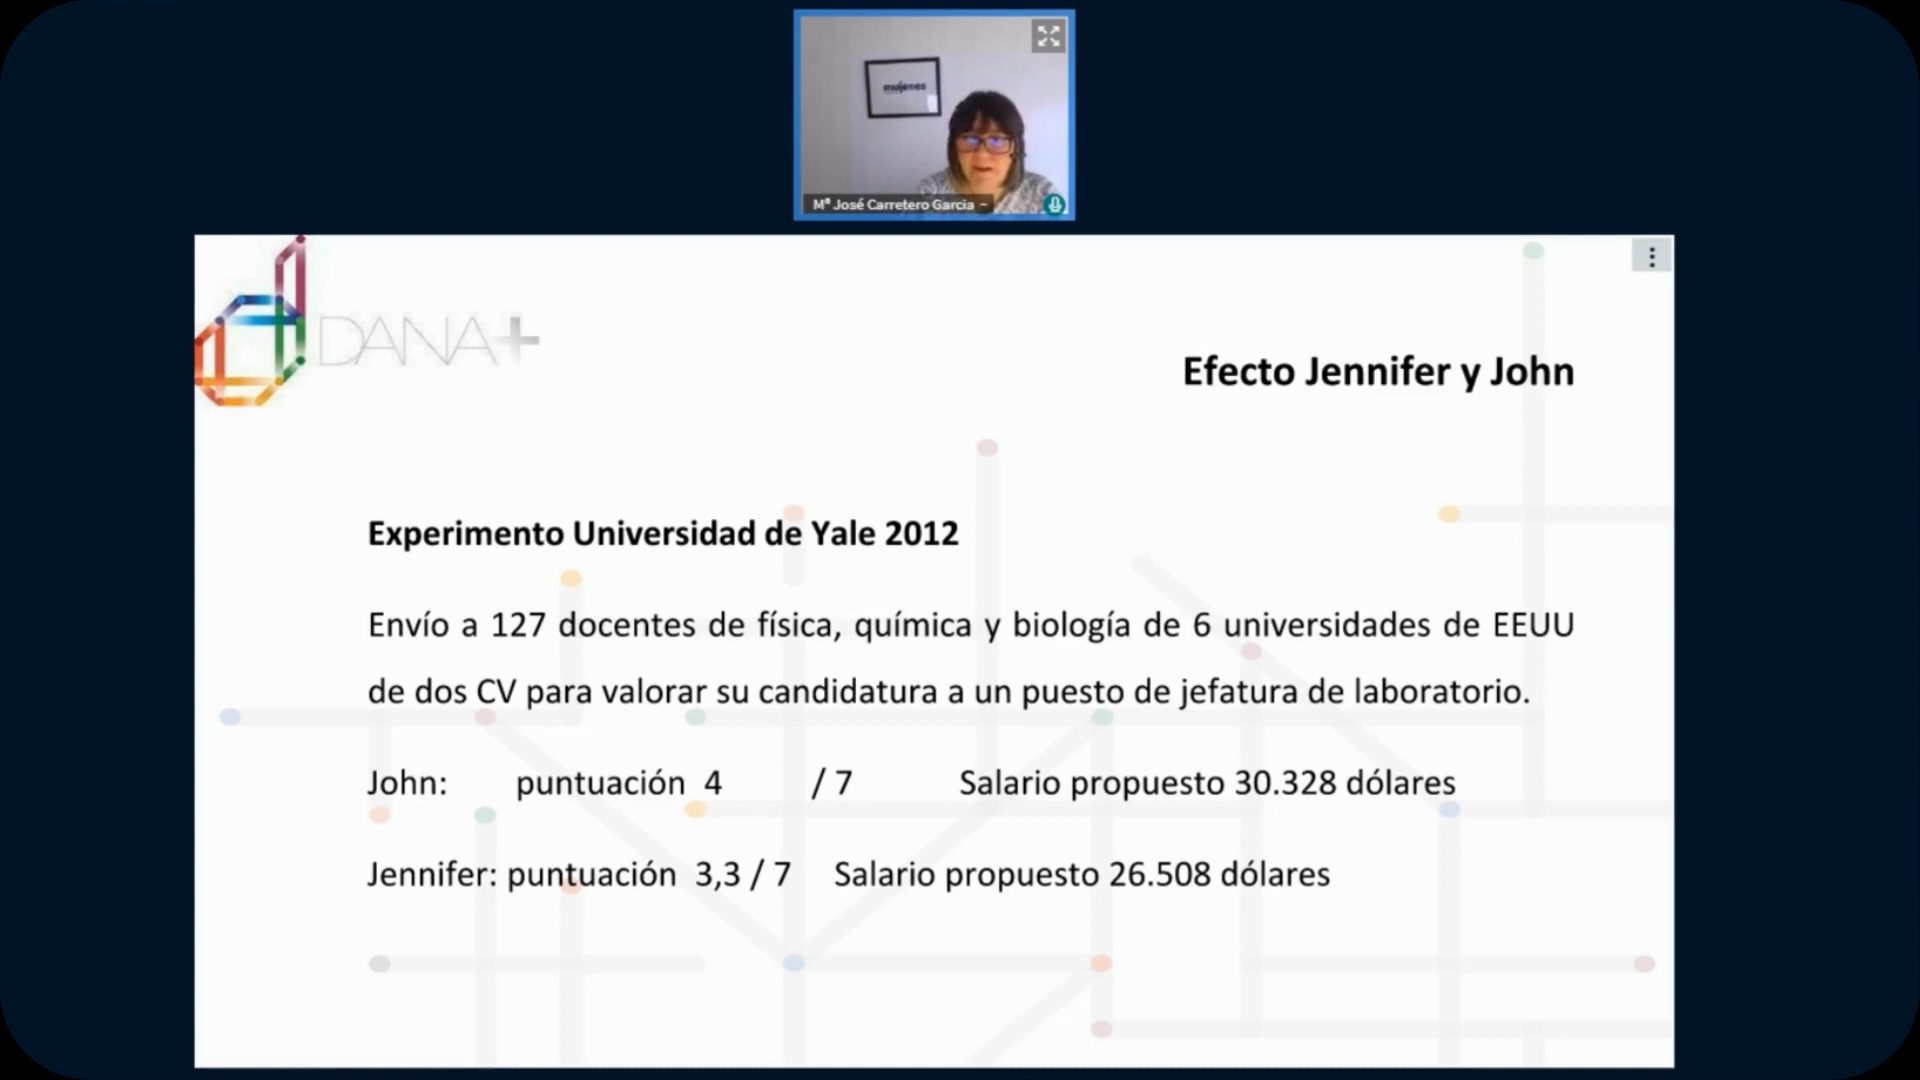 mujeres
Mª José Carretero Garcia
DANA+
Efecto Jennifer y John
Experimento Universidad de Yale 2012
Envío a 127 docentes de física, química y biología de 6 universidades de EEUU
de dos CV para valorar su candidatura a un puesto de jefatura de laboratorio.
John: puntuación 4 / 7 Salario propuesto 30.328 dólares
Jennifer: puntuación 3,3 / 7 Salario propuesto 26.508 dólares